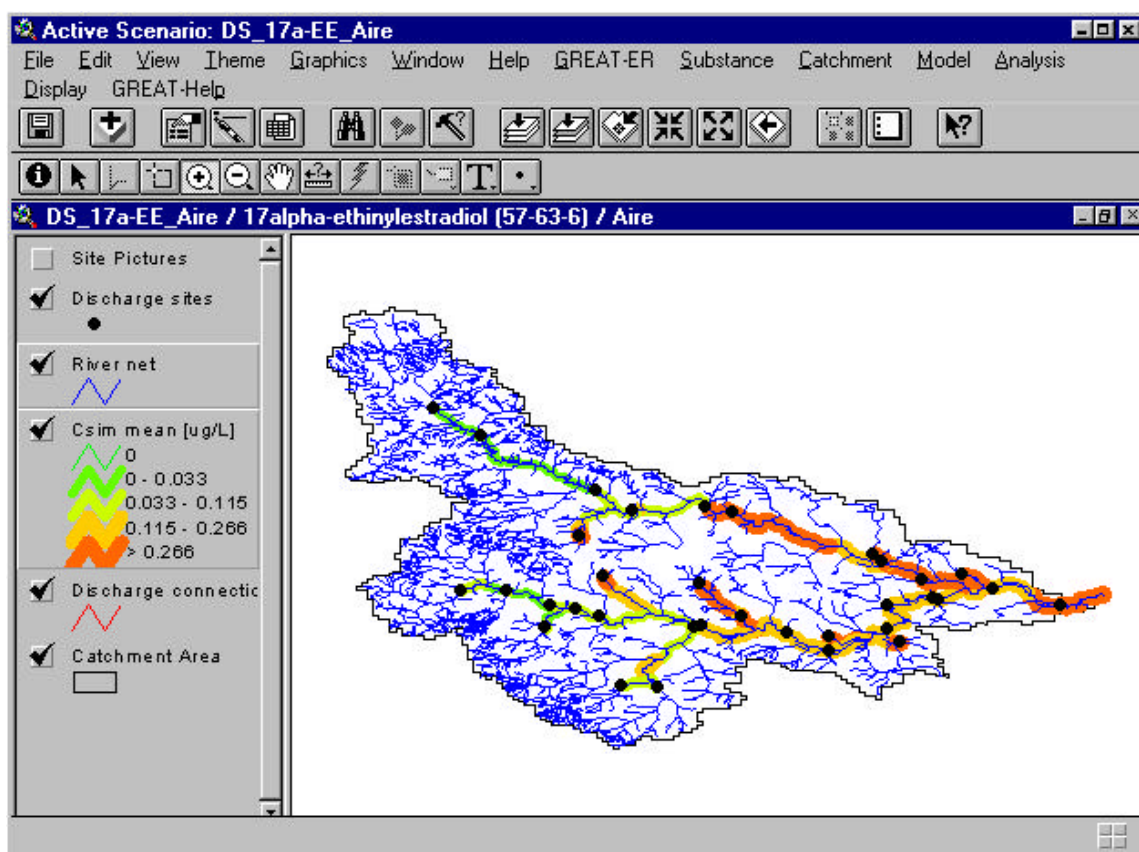 Active Scenario: DS_17a-EE_Aire
File Edit View Theme Graphics Window Help GREAT-ER Substance Catchment Model Analysis
Display GREAT-Help
DS_17a-EE_Aire / 17alpha-ethinylestradiol (57-63-6) / Aire
Site Pictures
Discharge sites
River net
Csim mean [ug/L]
0
0 - 0.033
0.033 - 0.115
0.115 - 0.266
> 0.266
Discharge connectio
Catchment Area